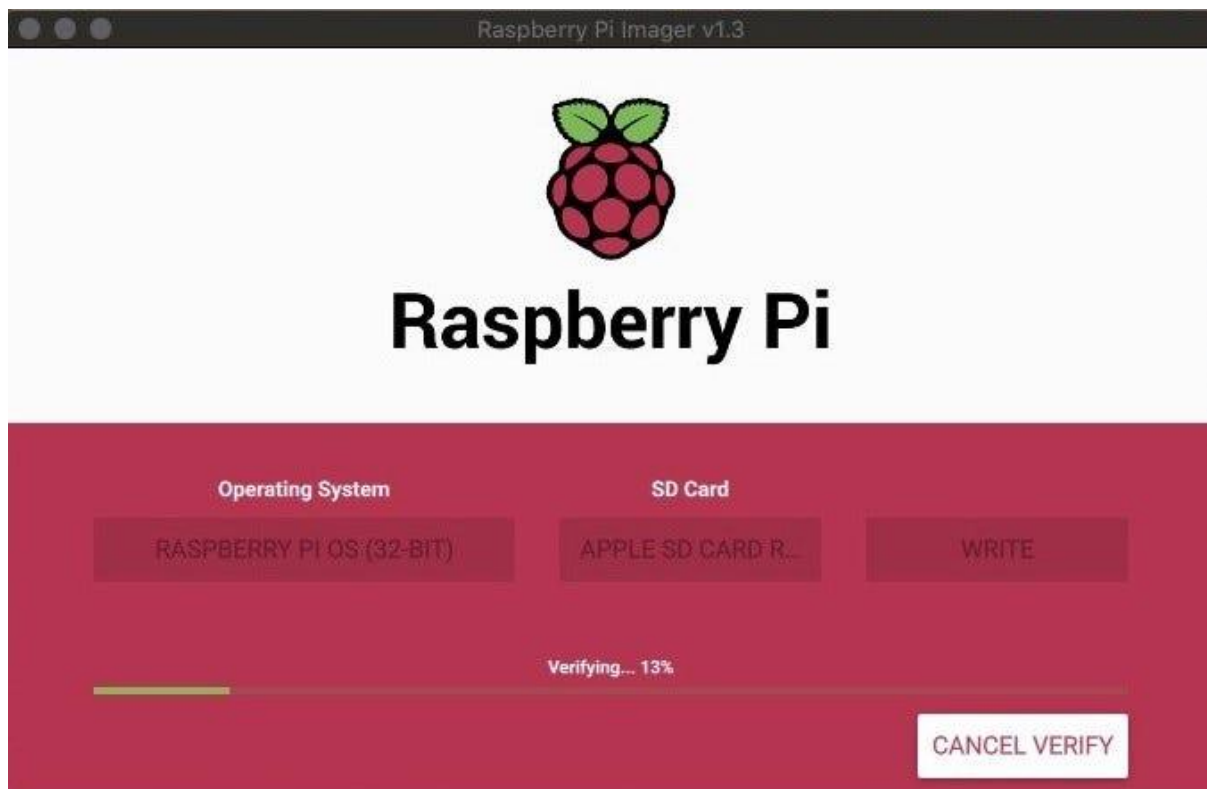 Raspberry Pi Imager v1.3
Raspberry Pi
Operating System SD Card
RASPBERRY PI OS (32-BIT) APPLE SD CARD R... WRITE
Verifying... 13%
CANCEL VERIFY